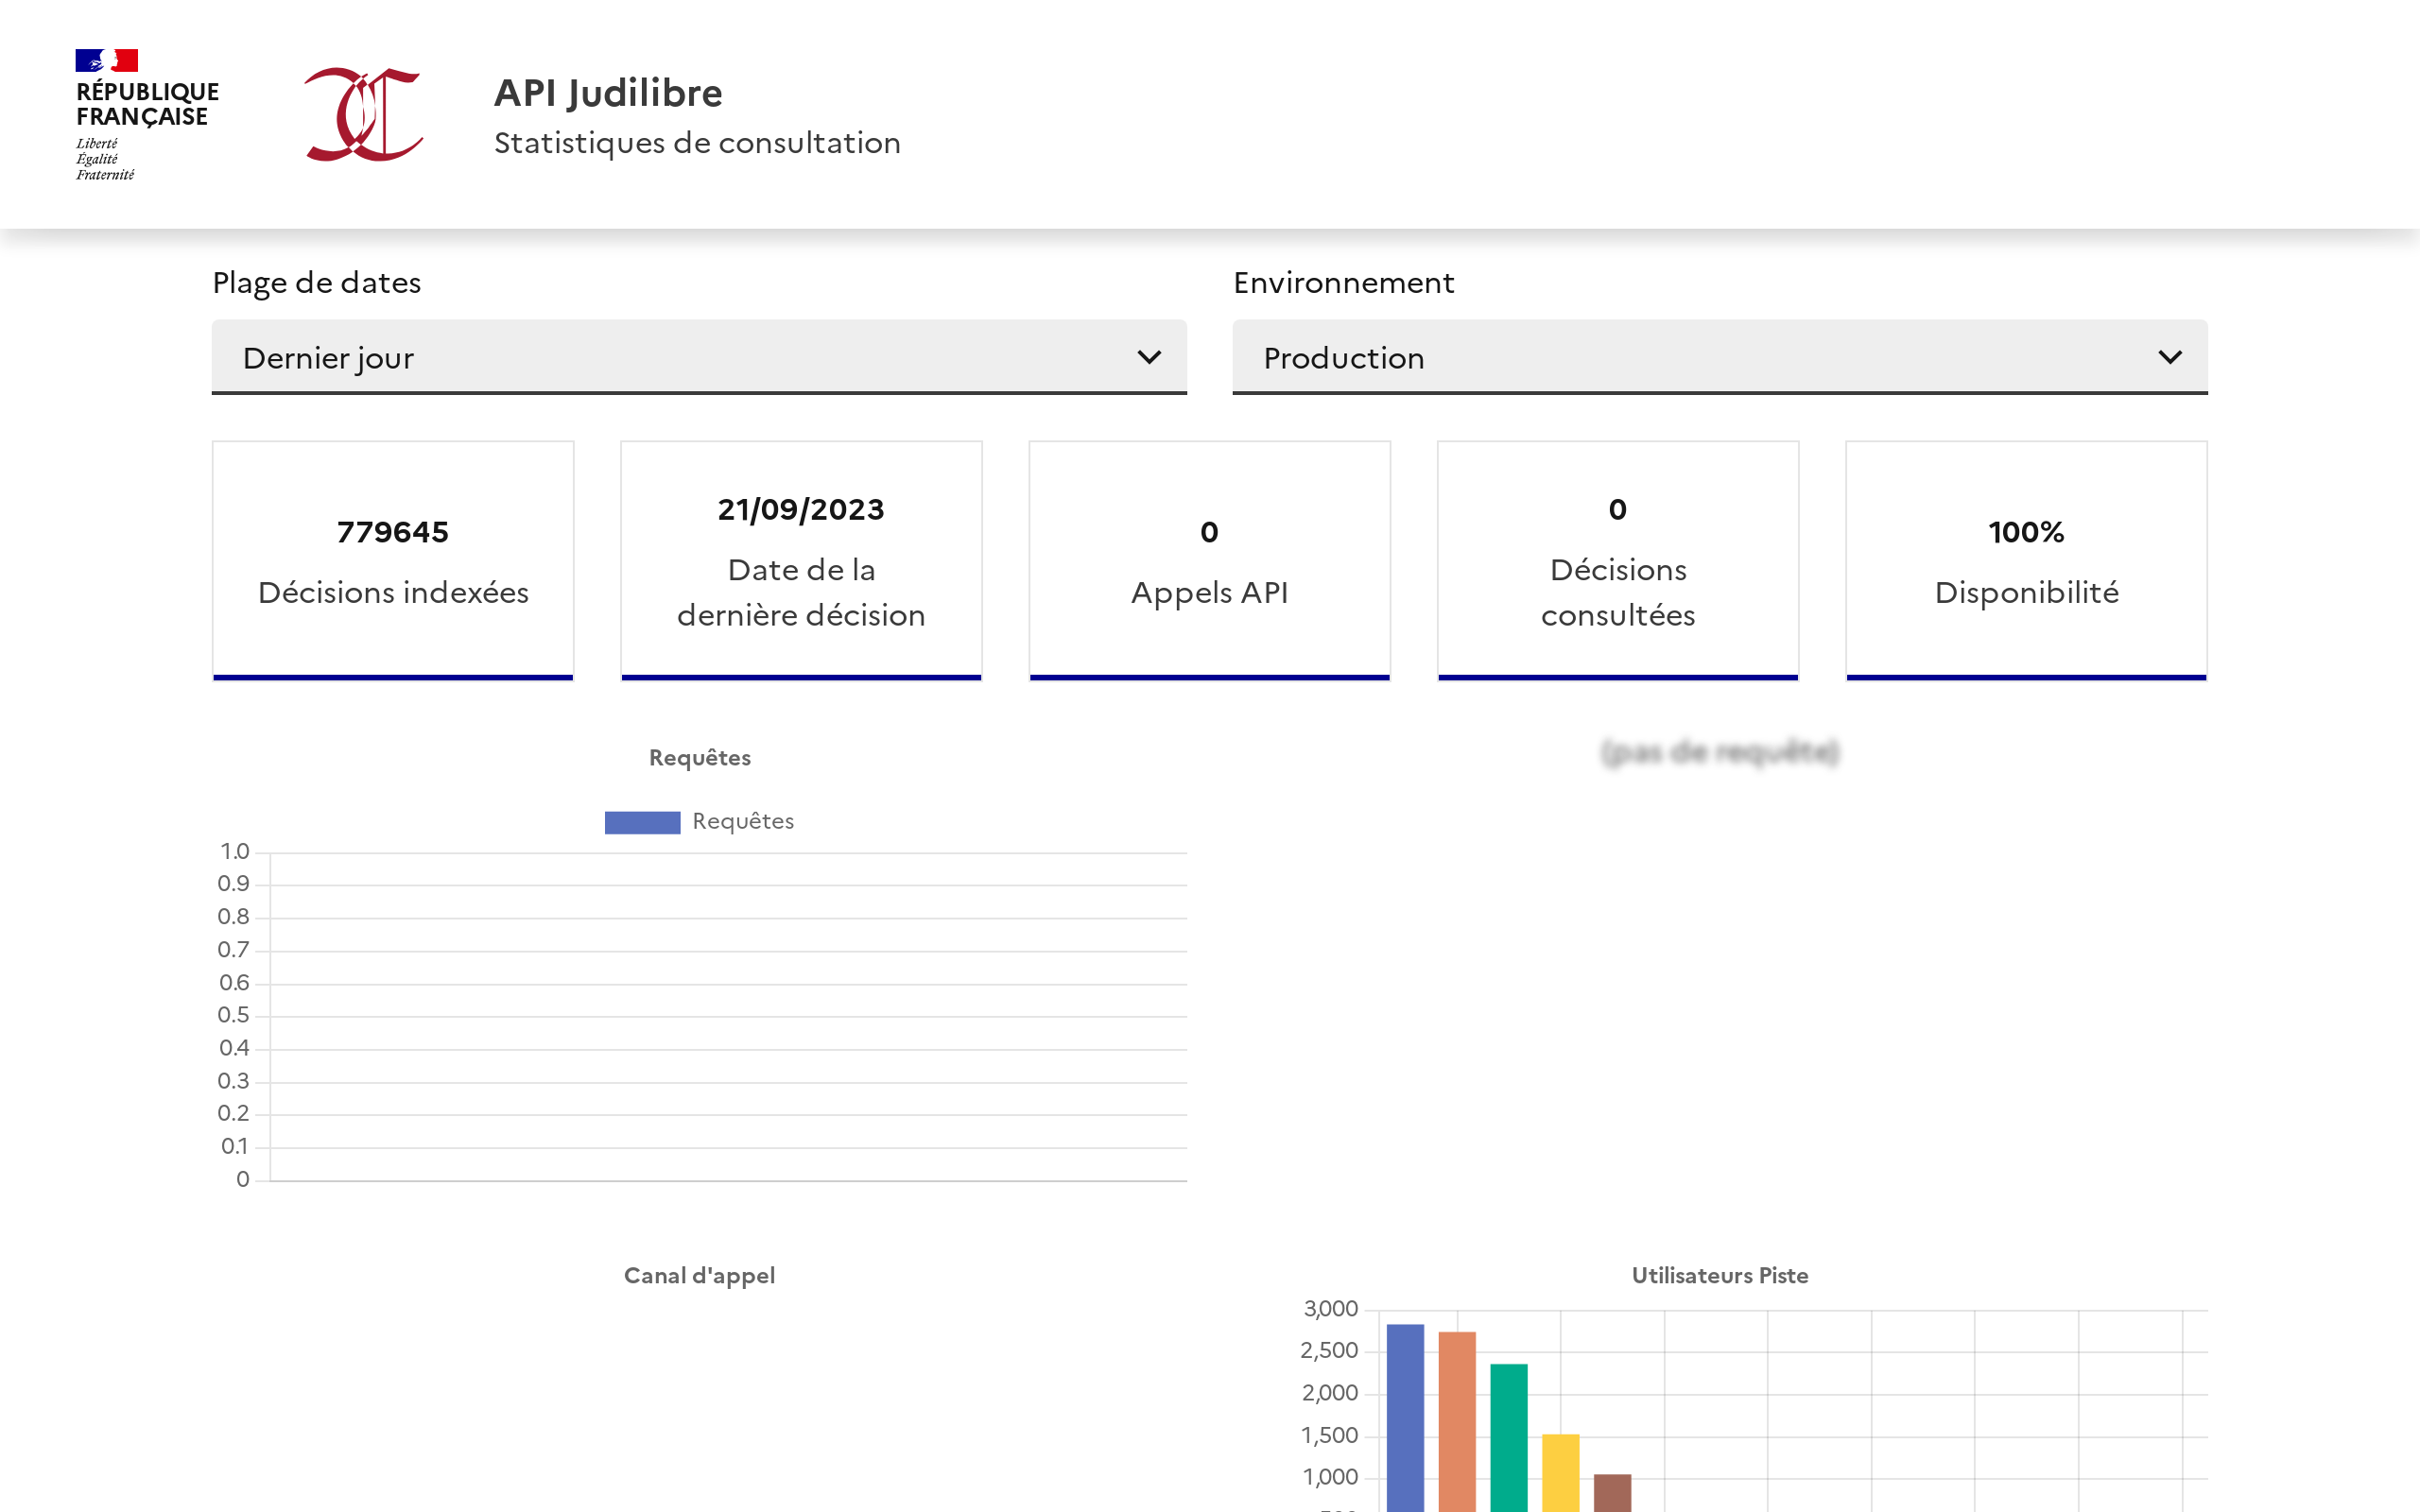 RÉPUBLIQUE
FRANÇAISE
Liberté
Égalité
Fraternité
API Judilibre
Statistiques de consultation
Plage de dates
Dernier jour
Environnement
Production
779645
Décisions indexées
21/09/2023
Date de la
dernière décision
0
Appels API
0
Décisions
consultées
100%
Disponibilité
Requêtes
Requêtes
1.0
0.9
0.8
0.7
0.6
0.5
0.4
0.3
0.2
0.1
0
(pas de requête)
Canal d'appel
Utilisateurs Piste
3,000
2,500
2,000
1,500
1,000